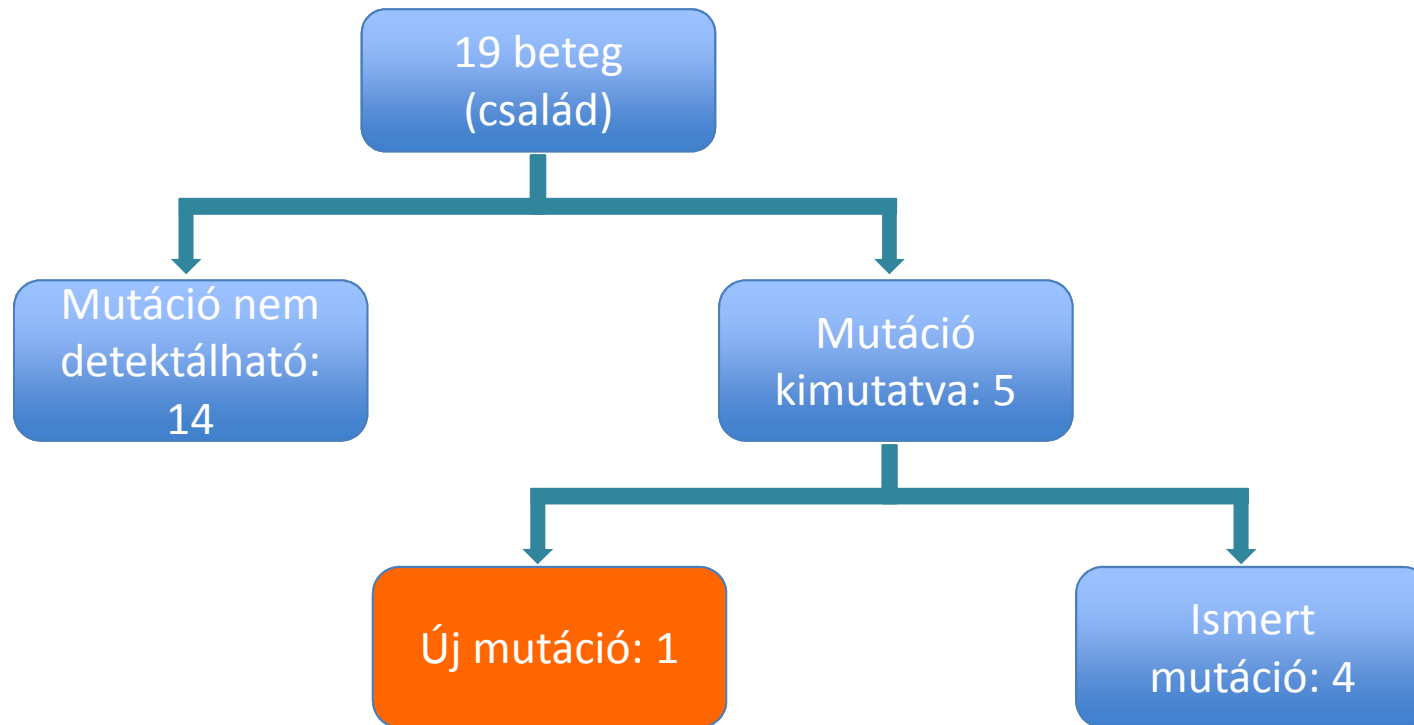 19 beteg
(család)
Mutáció nem
detektálható:
14
Mutáció
kimutatva: 5
Új mutáció: 1
Ismert
mutáció: 4